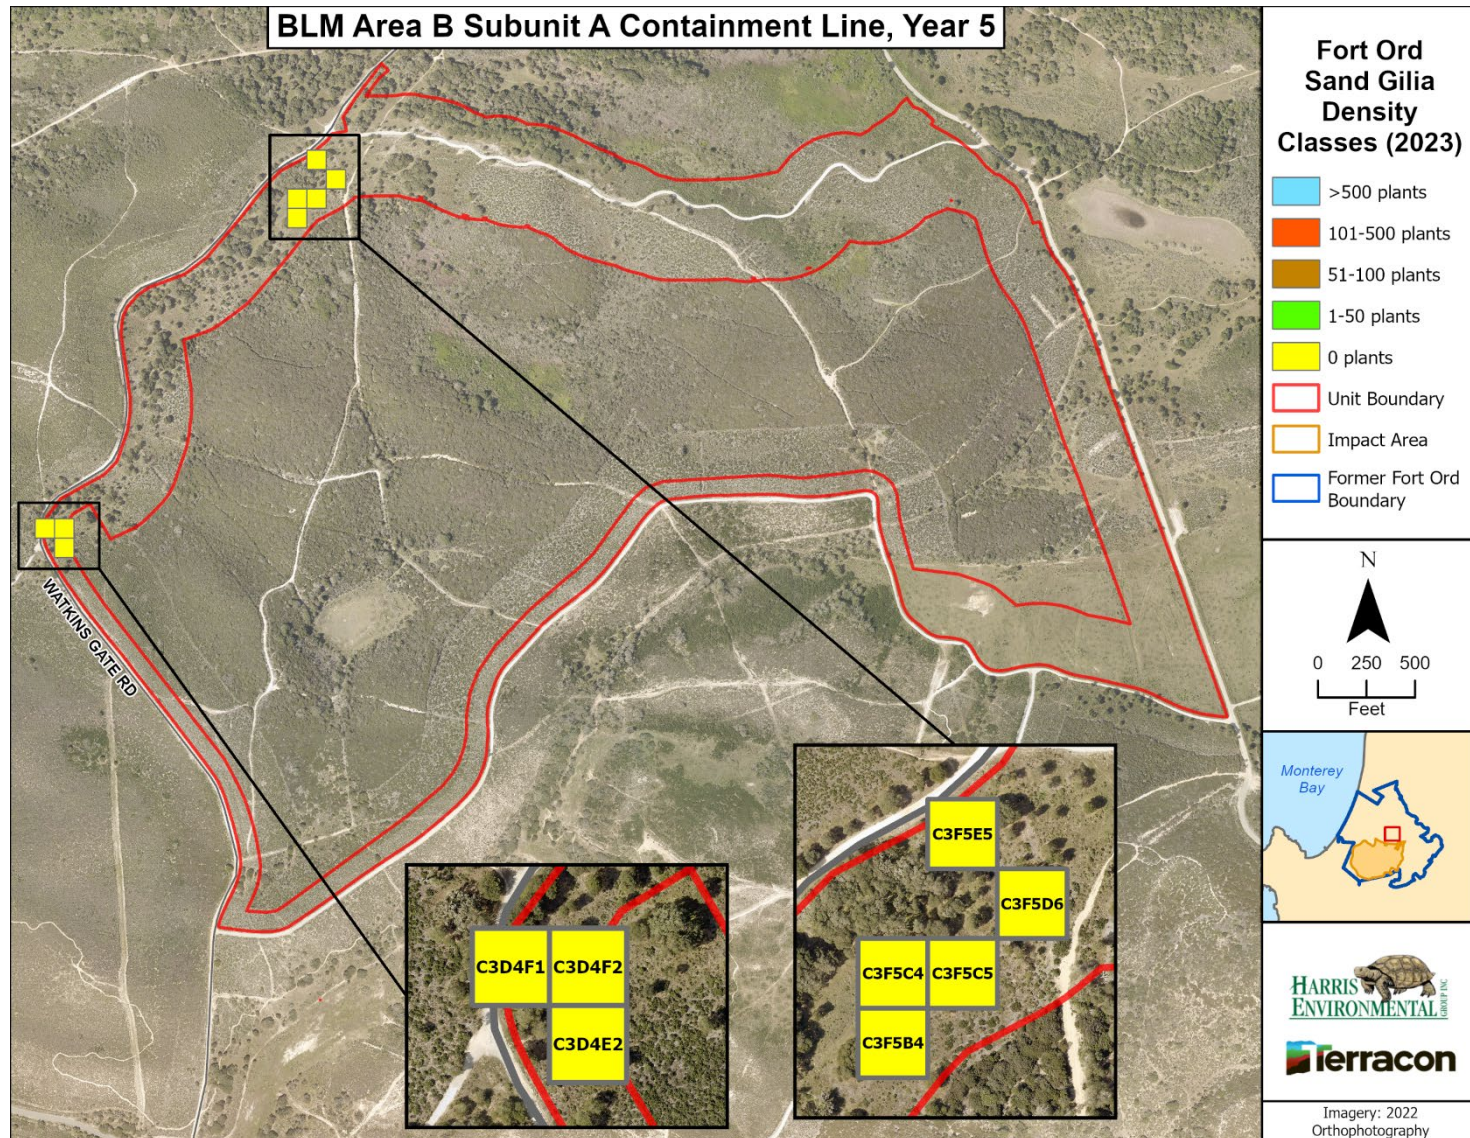 BLM Area B Subunit A Containment Line, Year 5
WATKINS GATE RD
C3D4F1
C3D4F2
C3D4E2
C3F5E5
C3F5D6
C3F5C4
C3F5C5
C3F5B4
Fort Ord
Sand Gilia
Density
Classes (2023)
>500 plants
101-500 plants
51-100 plants
1-50 plants
0 plants
Unit Boundary
Impact Area
Former Fort Ord
Boundary
N
0 250 500
Feet
Monterey
Bay
HARRIS
ENVIRONMENTAL
GROUP INC
Terracon
Imagery: 2022
Orthophotography